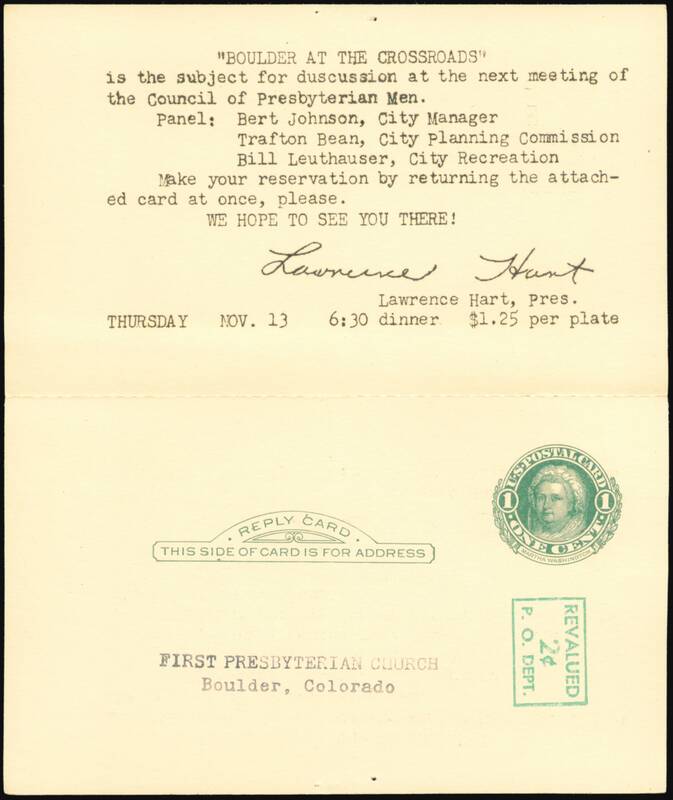 "BOULDER AT THE CROSSROADS"
is the subject for duscussion at the next meeting of
the Council of Presbyterian Men.
Panel: Bert Johnson, City Manager
Trafton Bean, City Planning Commission
Bill Leuthauser, City Recreation
Make your reservation by returning the attach-
ed card at once, please.
WE HOPE TO SEE YOU THERE!
Lawrence Hart
Lawrence Hart, Pres.
THURSDAY NOV. 13 6:30 dinner $1.25 per plate
U·S·POSTAL CARD
1 1
ONE CENT
MARTHA WASHINGTON
REPLY CARD
THIS SIDE OF CARD IS FOR ADDRESS
REVALUED
2¢
P. O. DEPT.
FIRST PRESBYTERIAN CHURCH
Boulder, Colorado